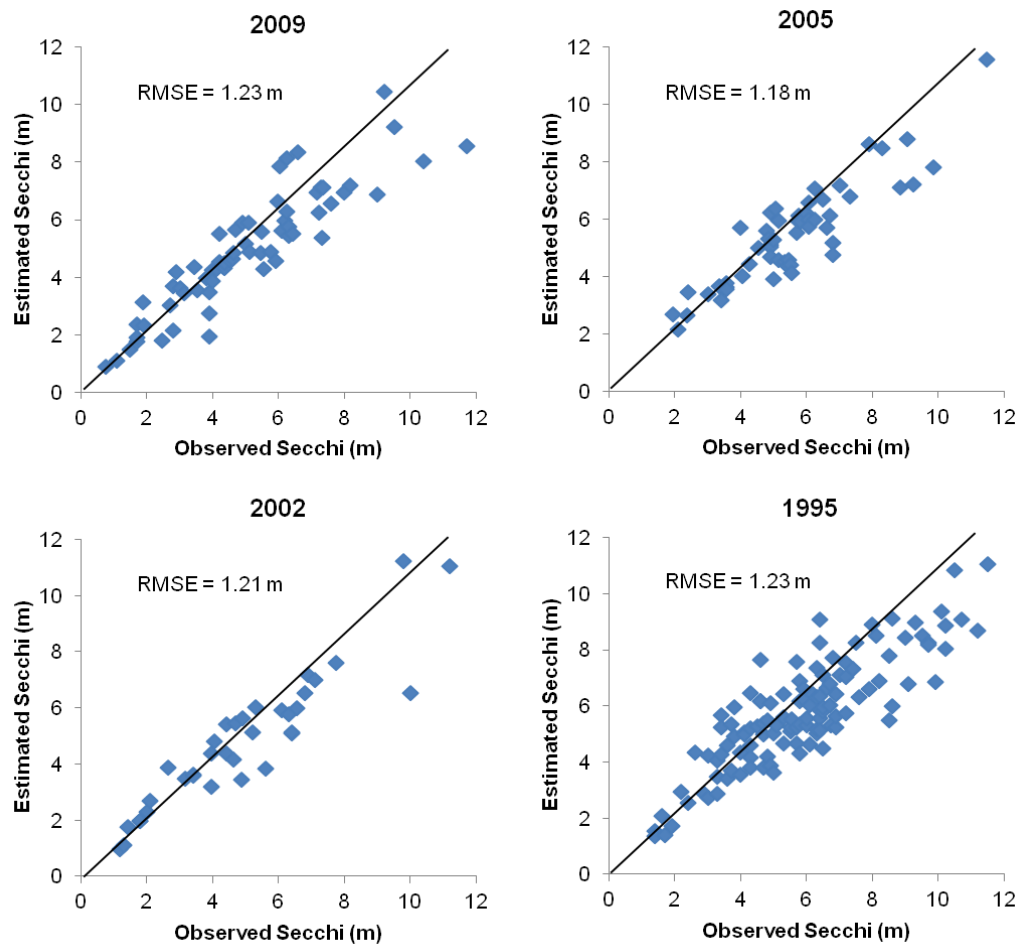 2009
12
10
8
6
4
2
0
Estimated Secchi (m)
RMSE = 1.23 m
0 2 4 6 8 10 12
Observed Secchi (m)
2005
12
10
8
6
4
2
0
Estimated Secchi (m)
RMSE = 1.18 m
0 2 4 6 8 10 12
Observed Secchi (m)
2002
12
10
8
6
4
2
0
Estimated Secchi (m)
RMSE = 1.21 m
0 2 4 6 8 10 12
Observed Secchi (m)
1995
12
10
8
6
4
2
0
Estimated Secchi (m)
RMSE = 1.23 m
0 2 4 6 8 10 12
Observed Secchi (m)